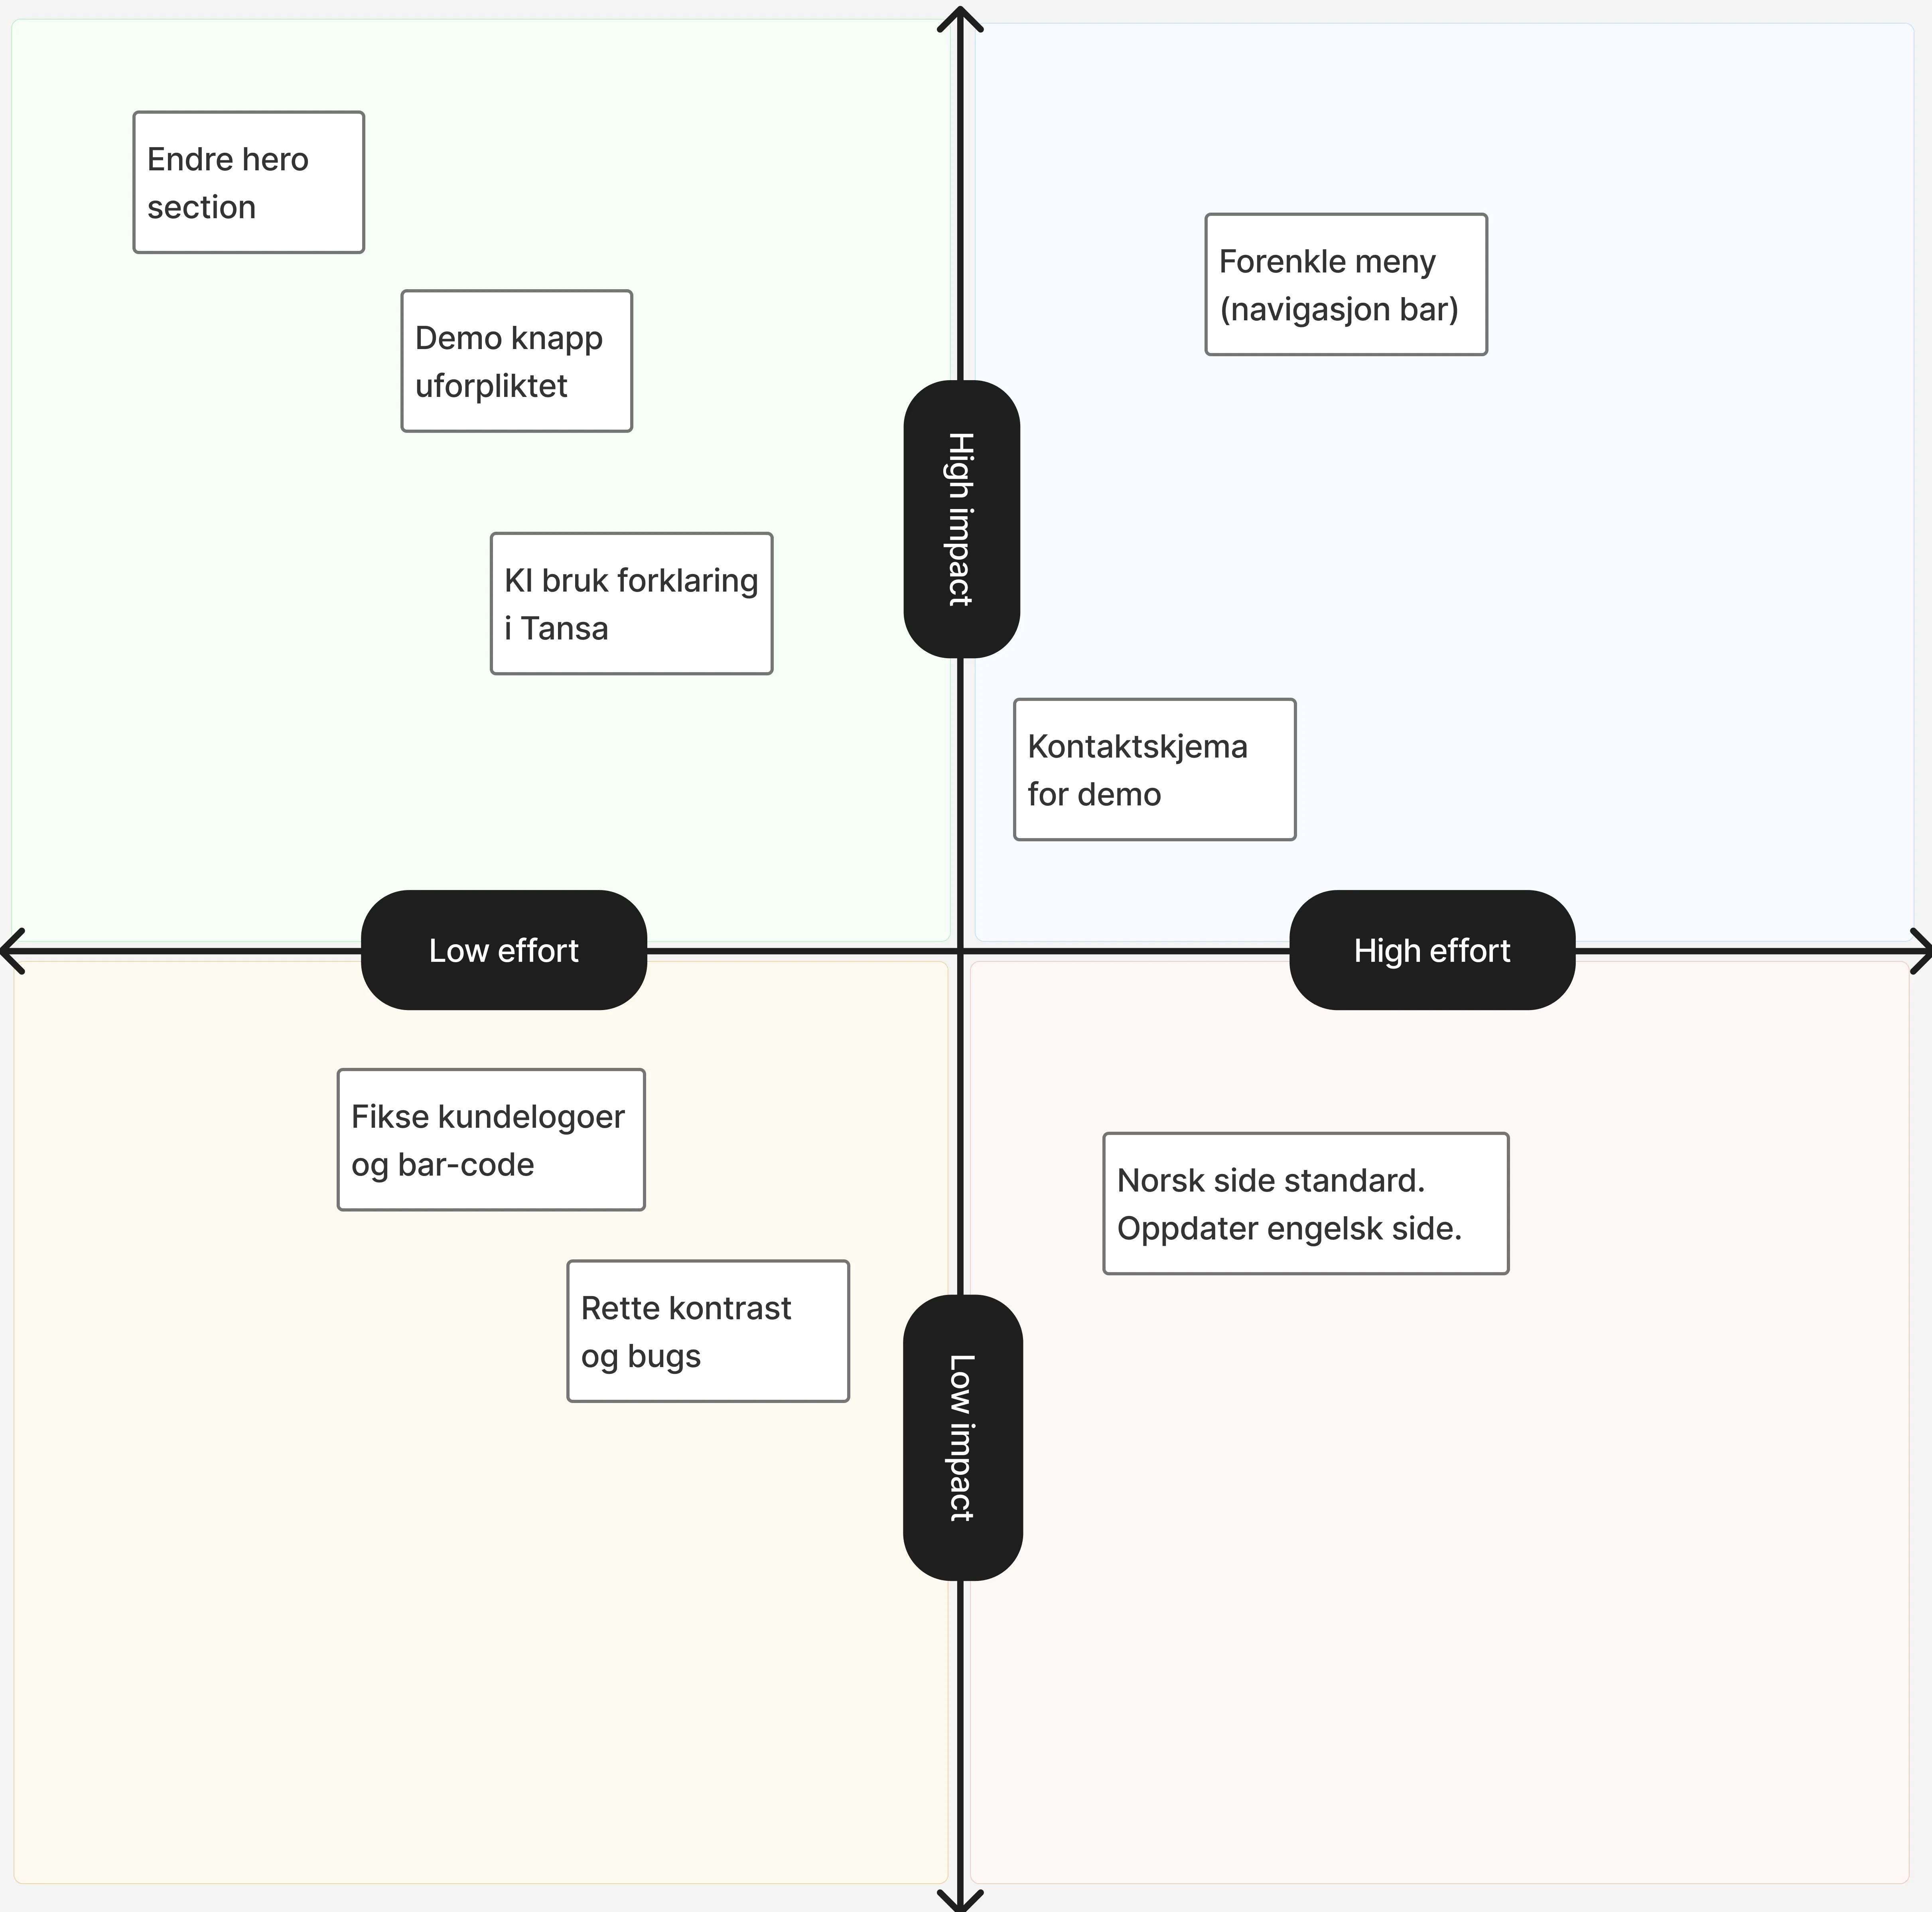 Endre hero
section
Demo knapp
uforpliktet
KI bruk forklaring
i Tansa
Forenkle meny
(navigasjon bar)
High impact
Kontaktskjema
for demo
Low effort
High effort
Fikse kundelogoer
og bar-code
Rette kontrast
og bugs
Norsk side standard.
Oppdater engelsk side.
Low impact